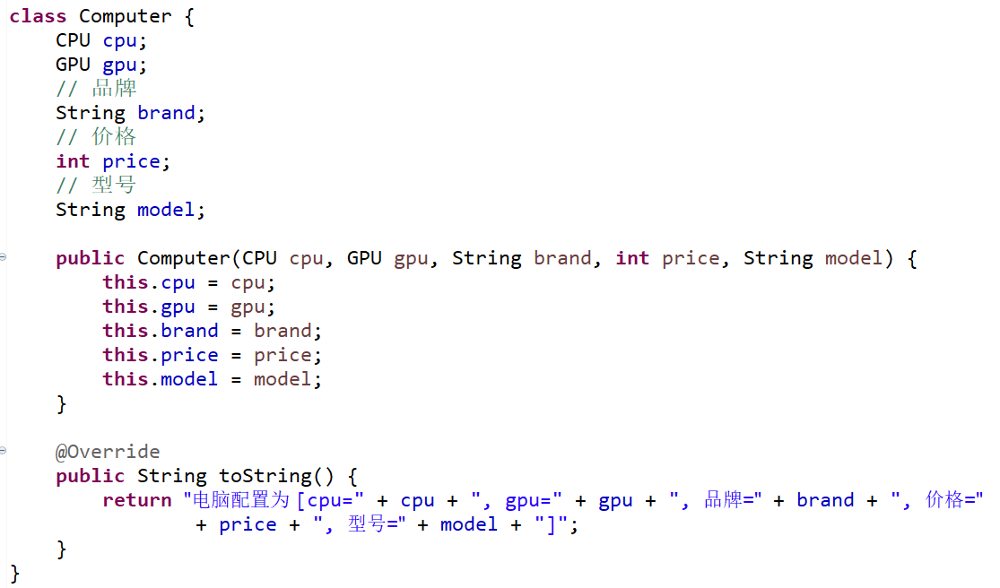 class Computer {
    CPU cpu;
    GPU gpu;
    // 品牌
    String brand;
    // 价格
    int price;
    // 型号
    String model;

    public Computer(CPU cpu, GPU gpu, String brand, int price, String model) {
        this.cpu = cpu;
        this.gpu = gpu;
        this.brand = brand;
        this.price = price;
        this.model = model;
    }

    @Override
    public String toString() {
        return "电脑配置为 [cpu=" + cpu + ", gpu=" + gpu + ", 品牌=" + brand + ", 价格="
                + price + ", 型号=" + model + "]";
    }
}